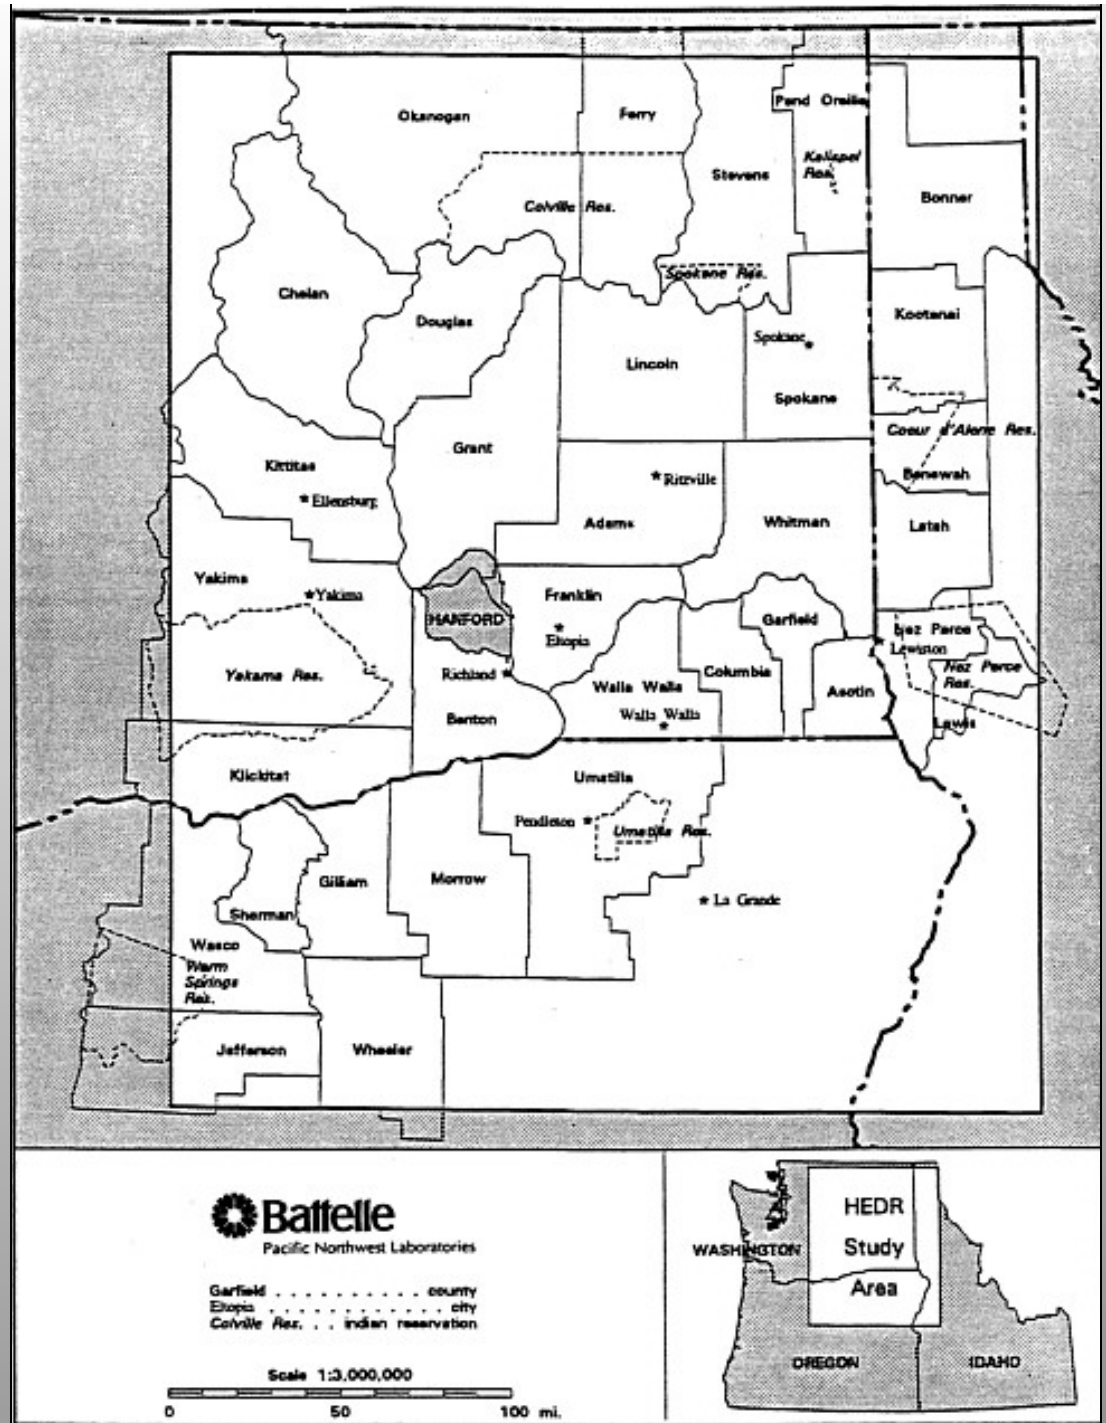 Okanogan
Ferry
Pend Oreille
Kalispel
Res.
Stevens
Bonner
Colville Res.
Spokane Res.
Chelan
Douglas
Kootenai
Spokane
Lincoln
Spokane
Coeur d'Alene Res.
Grant
Kittitas
Benewah
Ellensburg
Ritzville
Adams
Whitman
Latah
Yakima
Yakima
Franklin
HANFORD
Garfield
Eltopia
Nez Perce
Lewiston
Yakama Res.
Richland
Columbia
Nez Perce
Res.
Walla Walla
Asotin
Benton
Walla Walla
Lewis
Klickitat
Umatilla
Pendleton
Umatilla Res.
Gilliam
Morrow
La Grande
Sherman
Wasco
Warm
Springs
Res.
Jefferson
Wheeler
Battelle
Pacific Northwest Laboratories
Garfield . . . . . . . . . . . county
Eltopia . . . . . . . . . . . . city
Colville Res. . . indian reservation
Scale 1:3,000,000
0 50 100 mi.
HEDR
WASHINGTON Study
Area
OREGON IDAHO